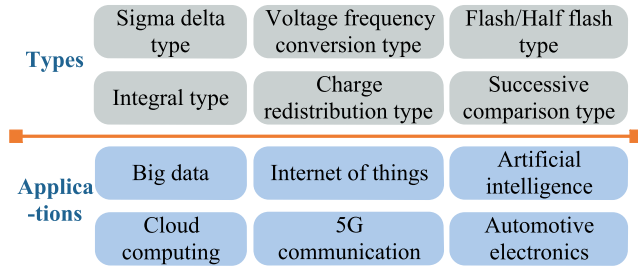 Types
Sigma delta
type
Voltage frequency
conversion type
Flash/Half flash
type
Integral type
Charge
redistribution type
Successive
comparison type
Applica
-tions
Big data
Internet of things
Artificial
intelligence
Cloud
computing
5G
communication
Automotive
electronics